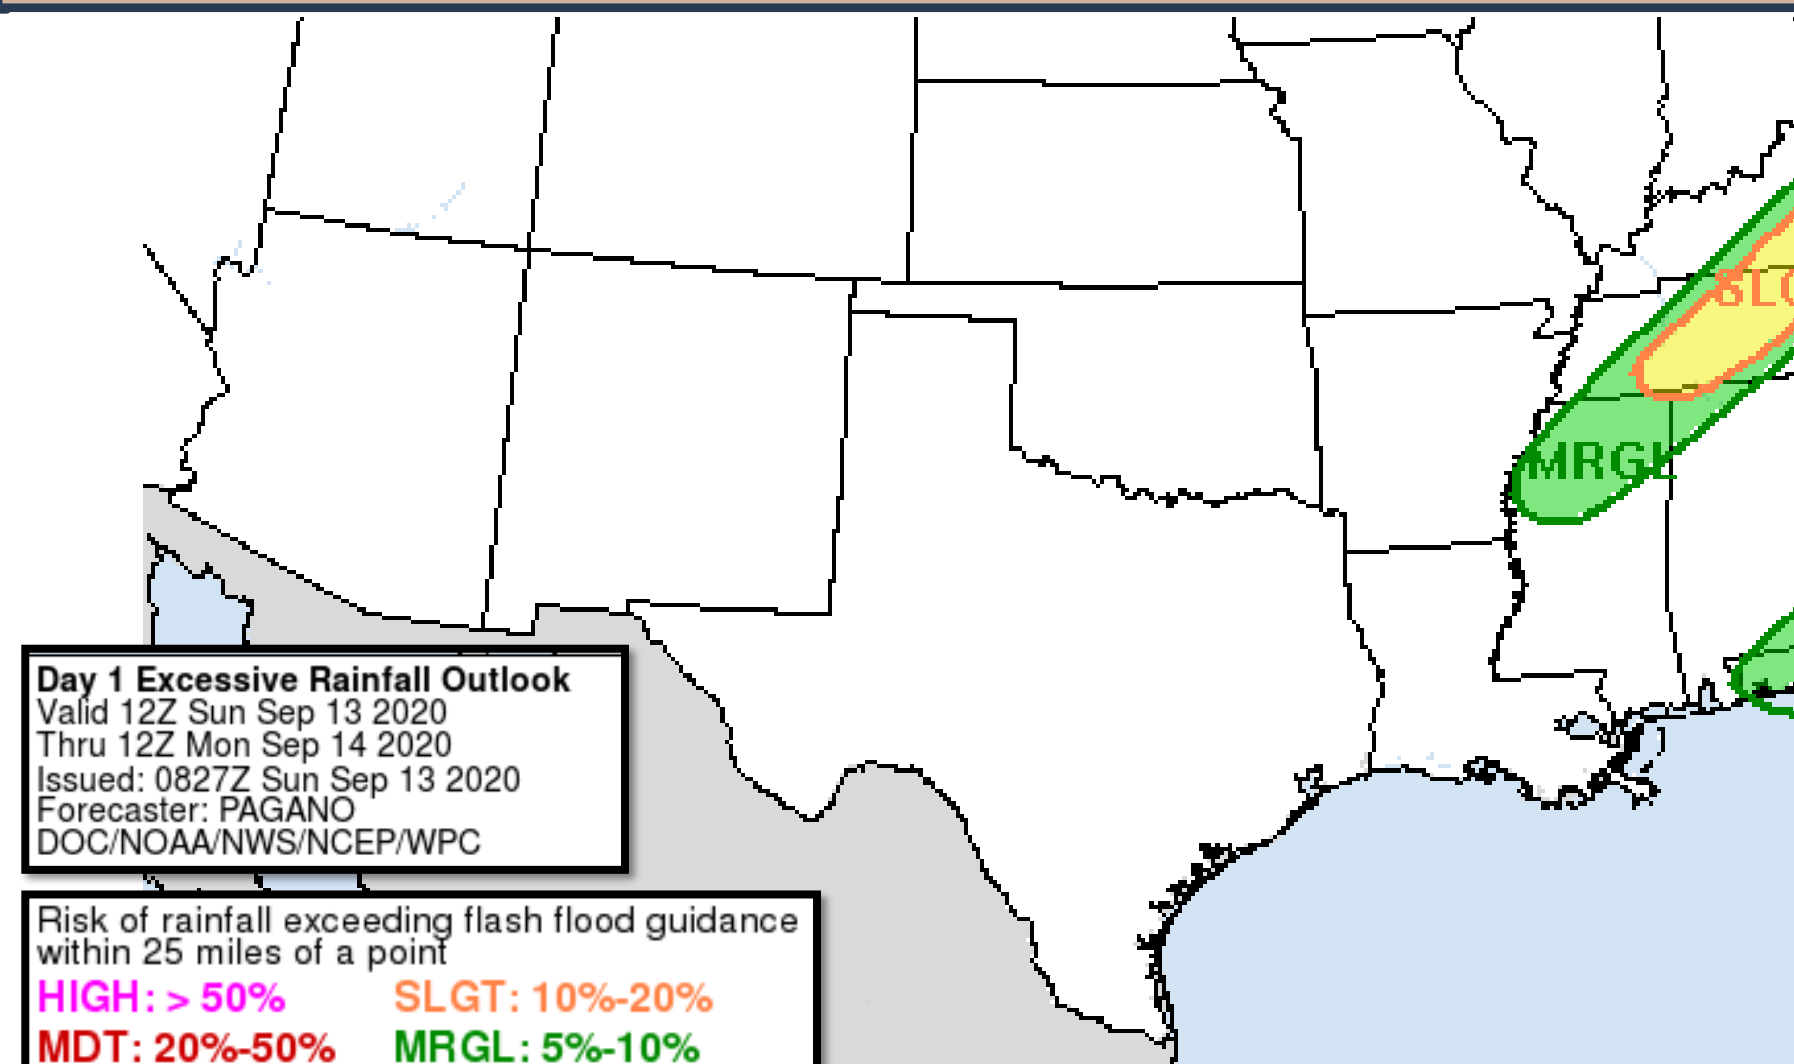 SLG
MRGL
Day 1 Excessive Rainfall Outlook
Valid 12Z Sun Sep 13 2020
Thru 12Z Mon Sep 14 2020
Issued: 0827Z Sun Sep 13 2020
Forecaster: PAGANO
DOC/NOAA/NWS/NCEP/WPC
Risk of rainfall exceeding flash flood guidance
within 25 miles of a point
HIGH: > 50% SLGT: 10%-20%
MDT: 20%-50% MRGL: 5%-10%